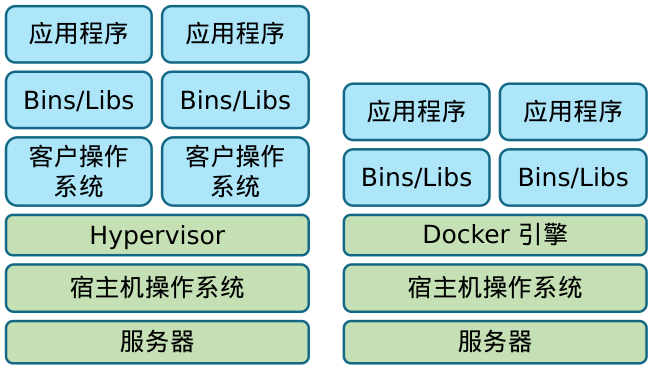 应用程序
应用程序
Bins/Libs
Bins/Libs
客户操作
系统
客户操作
系统
Hypervisor
宿主机操作系统
服务器
应用程序
应用程序
Bins/Libs
Bins/Libs
Docker 引擎
宿主机操作系统
服务器